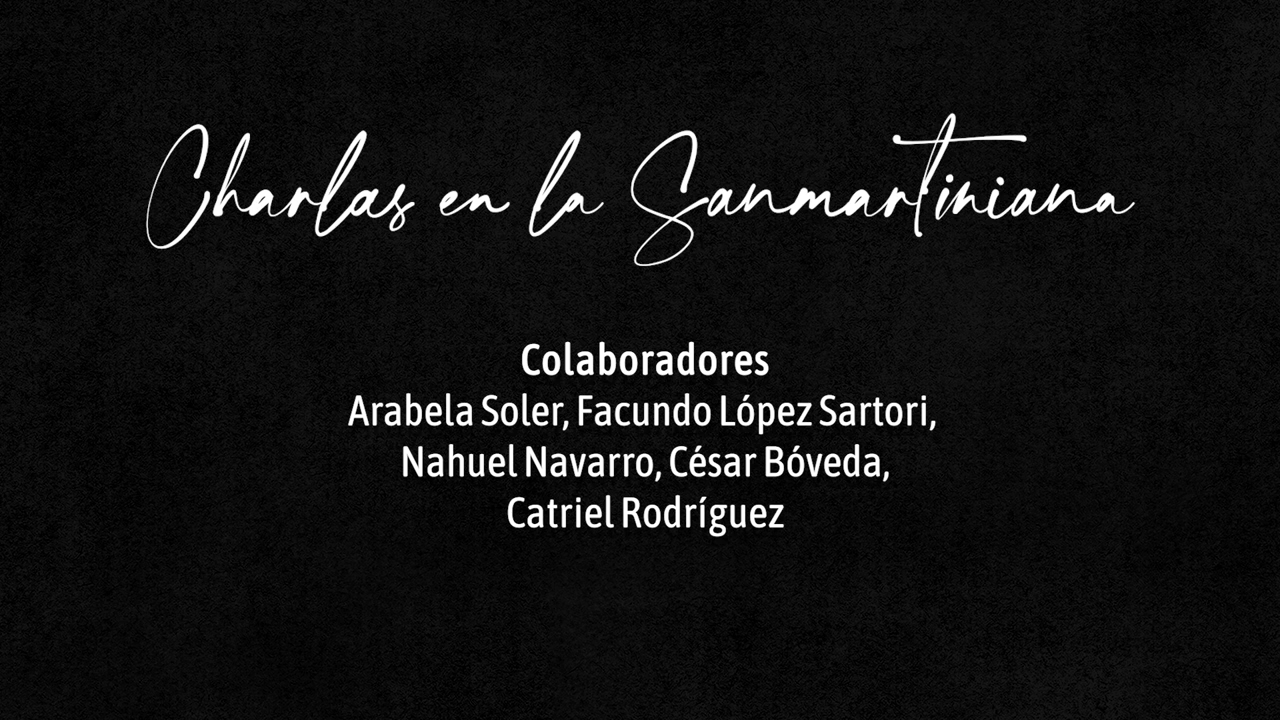 Charlas en la Sanmartiniana
Colaboradores
Arabela Soler, Facundo López Sartori,
Nahuel Navarro, César Bóveda,
Catriel Rodríguez